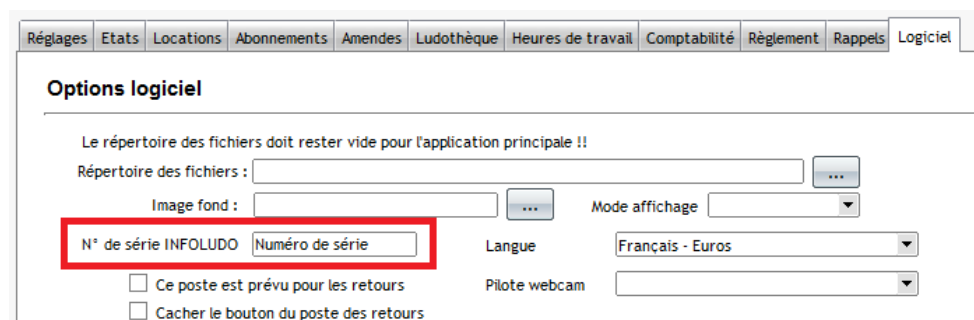 Réglages Etats Locations Abonnements Amendes Ludothèque Heures de travail Comptabilité Règlement Rappels Logiciel
Options logiciel
Le répertoire des fichiers doit rester vide pour l'application principale !!
Répertoire des fichiers : ...
Image fond : ... Mode affichage
N° de série INFOLUDO Numéro de série Langue Français - Euros
Ce poste est prévu pour les retours Pilote webcam
Cacher le bouton du poste des retours